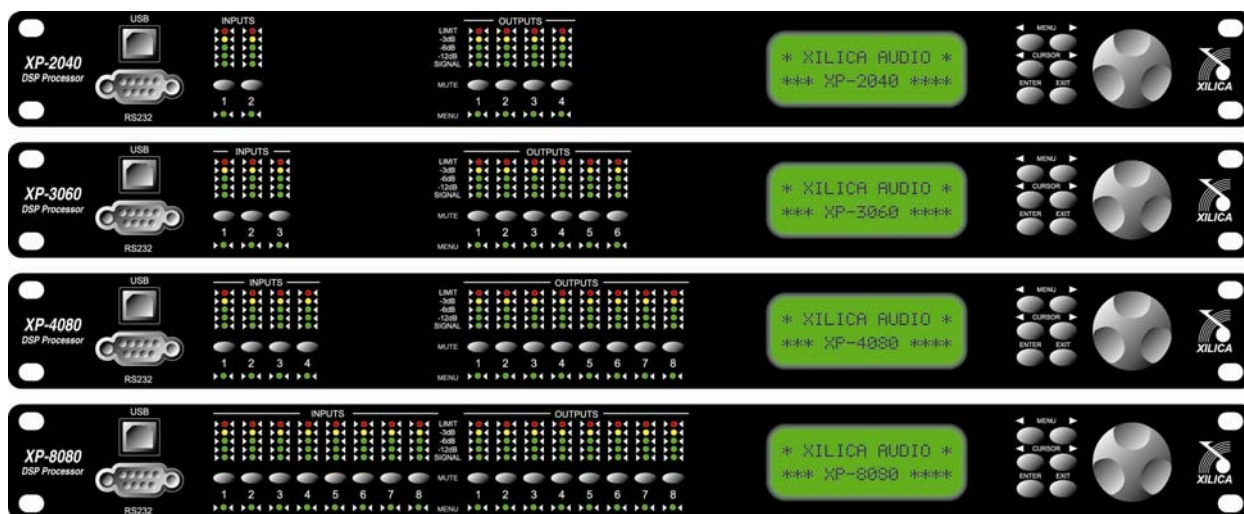 USB
INPUTS
OUTPUTS
LIMIT
-3dB
-6dB
-12dB
SIGNAL
XP-2040
DSP Processor
* XILICA AUDIO *
*** XP-2040 ****
MENU
CURSOR
ENTER EXIT
XILICA
MUTE
1 2
1 2 3 4
RS232
MENU
USB
INPUTS
OUTPUTS
LIMIT
-3dB
-6dB
-12dB
SIGNAL
XP-3060
DSP Processor
* XILICA AUDIO *
*** XP-3060 ****
MENU
CURSOR
ENTER EXIT
XILICA
MUTE
1 2 3
1 2 3 4 5 6
RS232
MENU
USB
INPUTS
OUTPUTS
LIMIT
-3dB
-6dB
-12dB
SIGNAL
XP-4080
DSP Processor
* XILICA AUDIO *
*** XP-4080 ****
MENU
CURSOR
ENTER EXIT
XILICA
MUTE
1 2 3 4
1 2 3 4 5 6 7 8
RS232
MENU
USB
INPUTS
OUTPUTS
LIMIT
-3dB
-6dB
-12dB
SIGNAL
XP-8080
DSP Processor
* XILICA AUDIO *
*** XP-8080 ****
MENU
CURSOR
ENTER EXIT
XILICA
MUTE
1 2 3 4 5 6 7 8
1 2 3 4 5 6 7 8
RS232
MENU